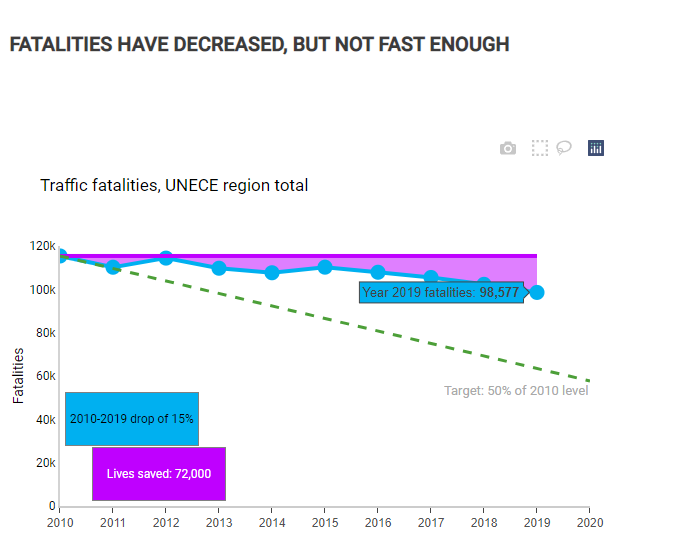 FATALITIES HAVE DECREASED, BUT NOT FAST ENOUGH
Traffic fatalities, UNECE region total
120k
100k
80k
60k
40k
20k
0
Fatalities
Year 2019 fatalities: 98,577
Target: 50% of 2010 level
2010-2019 drop of 15%
Lives saved: 72,000
2010 2011 2012 2013 2014 2015 2016 2017 2018 2019 2020